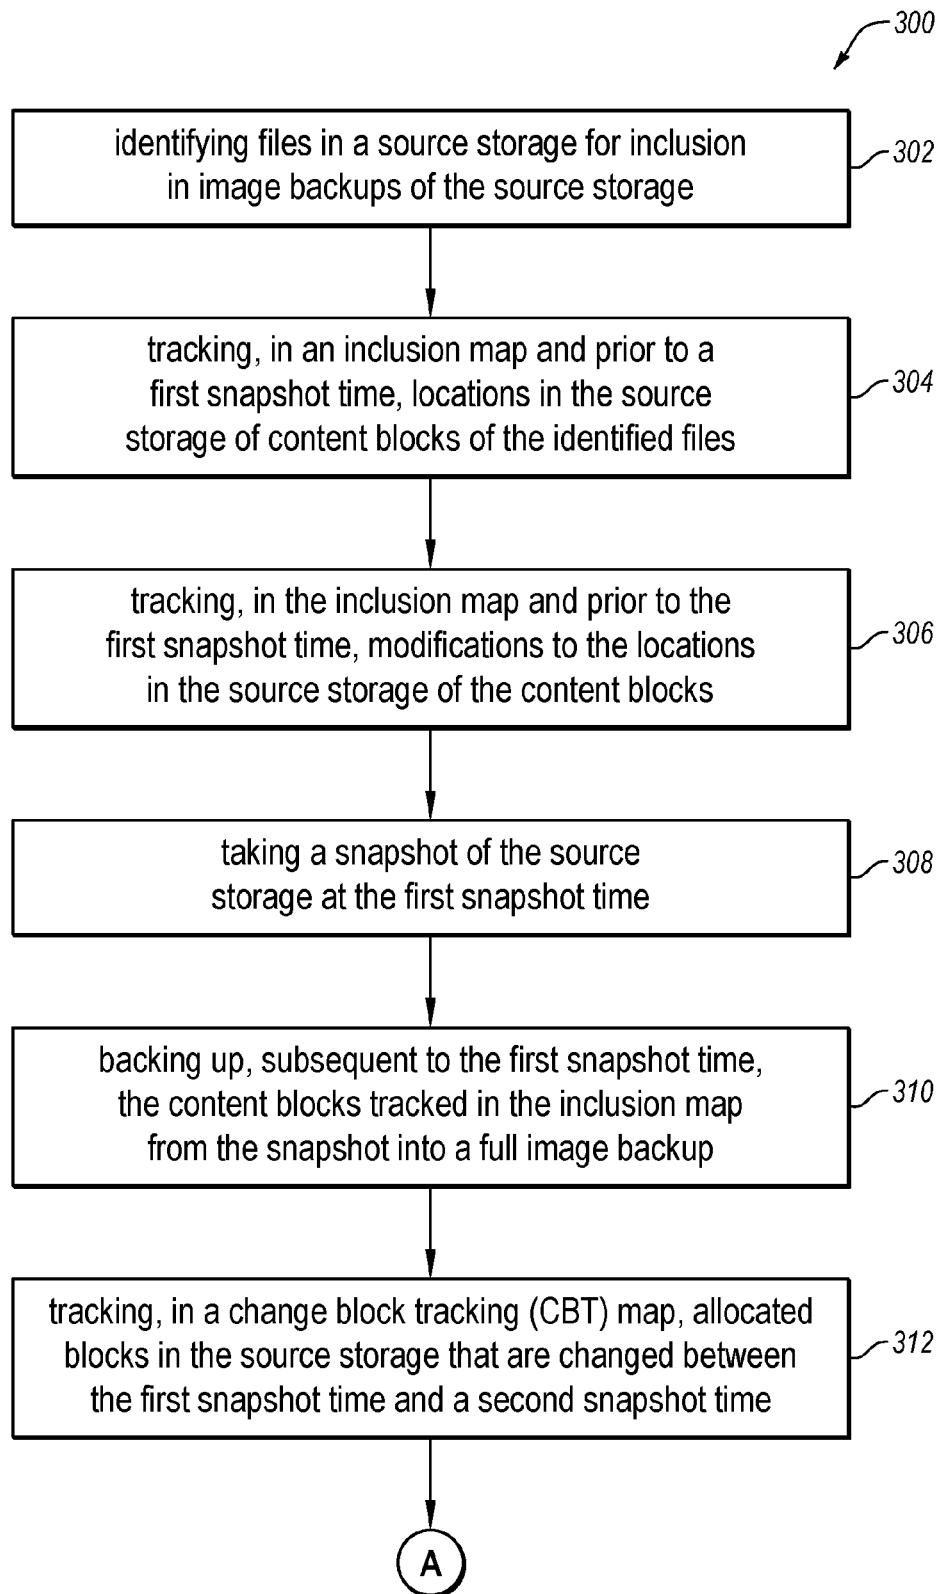 300
identifying files in a source storage for inclusion
in image backups of the source storage
302
tracking, in an inclusion map and prior to a
first snapshot time, locations in the source
storage of content blocks of the identified files
304
tracking, in the inclusion map and prior to the
first snapshot time, modifications to the locations
in the source storage of the content blocks
306
taking a snapshot of the source
storage at the first snapshot time
308
backing up, subsequent to the first snapshot time,
the content blocks tracked in the inclusion map
from the snapshot into a full image backup
310
tracking, in a change block tracking (CBT) map, allocated
blocks in the source storage that are changed between
the first snapshot time and a second snapshot time
312
A